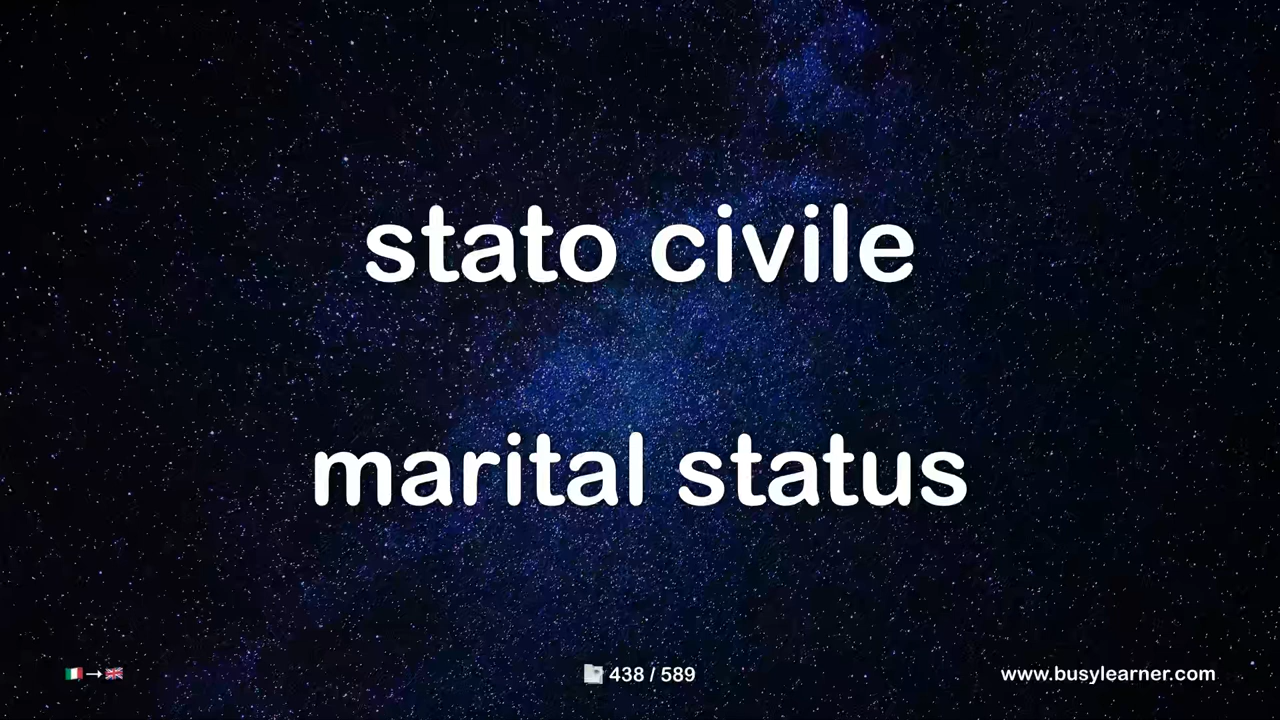 stato civile
marital status
🇮🇹→🇬🇧 438 / 589 www.busylearner.com